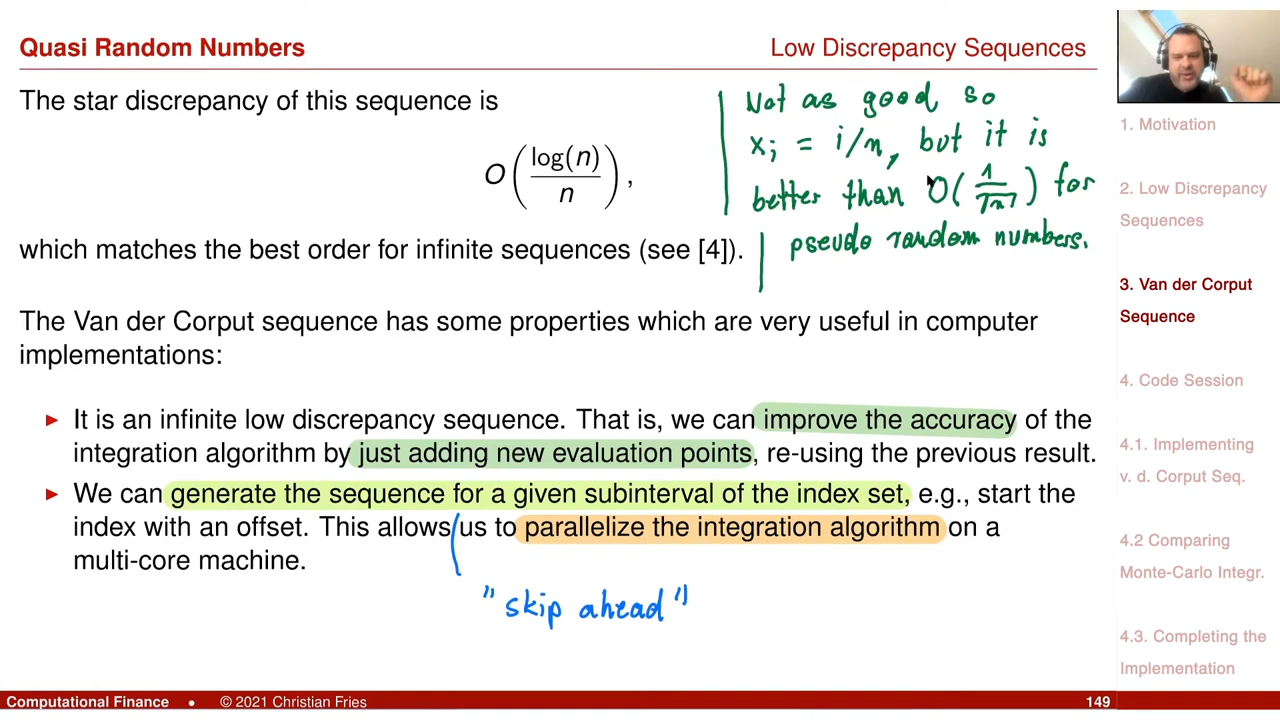 Quasi Random Numbers
Low Discrepancy Sequences
The star discrepancy of this sequence is
O(log(n)/n),
Not as good so
xi = i/n, but it is
better than O(1/√n) for
pseudo random numbers.
which matches the best order for infinite sequences (see [4]).
The Van der Corput sequence has some properties which are very useful in computer
implementations:
▶ It is an infinite low discrepancy sequence. That is, we can improve the accuracy of the
integration algorithm by just adding new evaluation points, re-using the previous result.
▶ We can generate the sequence for a given subinterval of the index set, e.g., start the
index with an offset. This allows us to parallelize the integration algorithm on a
multi-core machine.
"skip ahead"
1. Motivation
2. Low Discrepancy
Sequences
3. Van der Corput
Sequence
4. Code Session
4.1. Implementing
v. d. Corput Seq.
4.2 Comparing
Monte-Carlo Integr.
4.3. Completing the
Implementation
Computational Finance • © 2021 Christian Fries
149